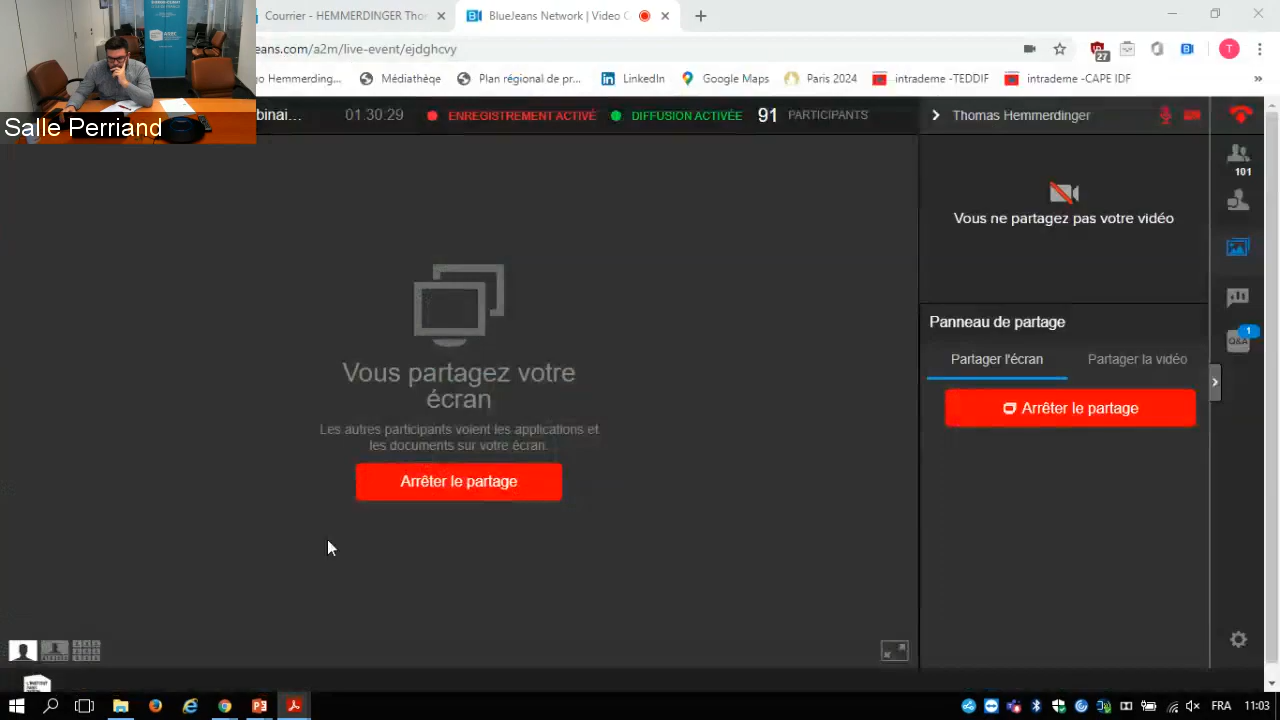 Courrier - HEMMERDINGER Tho
BlueJeans Network | Video C
eans.com/a2m/live-event/ejdghcvy
27
T
go Hemmerding...
Médiathèque
Plan régional de pr...
LinkedIn
Google Maps
Paris 2024
intrademe -TEDDIF
intrademe -CAPE IDF
»
Salle Perriand
binai...
01:30:29
ENREGISTREMENT ACTIVÉ
DIFFUSION ACTIVÉE
91 PARTICIPANTS
Thomas Hemmerdinger
101
Vous ne partagez pas votre vidéo
Vous partagez votre
écran
Les autres participants voient les applications et
les documents sur votre écran.
Arrêter le partage
Panneau de partage
Partager l'écran
Partager la vidéo
Arrêter le partage
Q&A
1
FRA
11:03